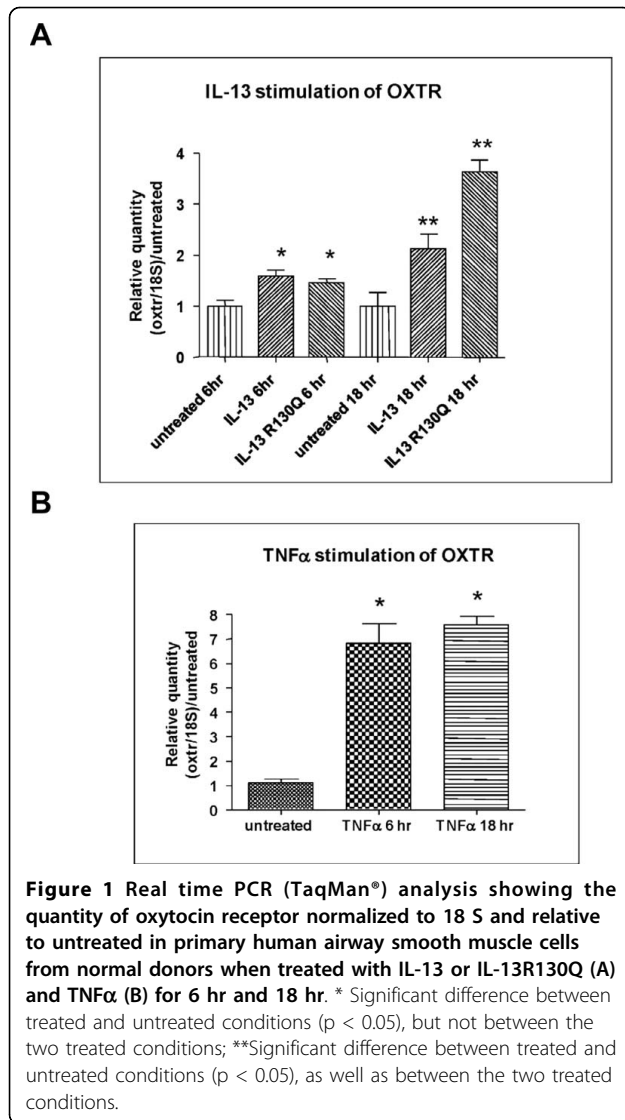 A
IL-13 stimulation of OXTR
Relative quantity
(oxtr/18S)/untreated
4
3
2
1
0
*
*
**
**
untreated 6hr
IL-13 6hr
IL-13 R130Q 6 hr
untreated 18 hr
IL-13 18 hr
IL13 R130Q 18 hr
B
TNFα stimulation of OXTR
Relative quantity
(oxtr/18S)/untreated
8
7
6
5
4
3
2
1
0
*
*
untreated
TNFα 6 hr
TNFα 18 hr
Figure 1 Real time PCR (TaqMan®) analysis showing the
quantity of oxytocin receptor normalized to 18 S and relative
to untreated in primary human airway smooth muscle cells
from normal donors when treated with IL-13 or IL-13R130Q (A)
and TNFα (B) for 6 hr and 18 hr. * Significant difference between
treated and untreated conditions (p < 0.05), but not between the
two treated conditions; **Significant difference between treated and
untreated conditions (p < 0.05), as well as between the two treated
conditions.